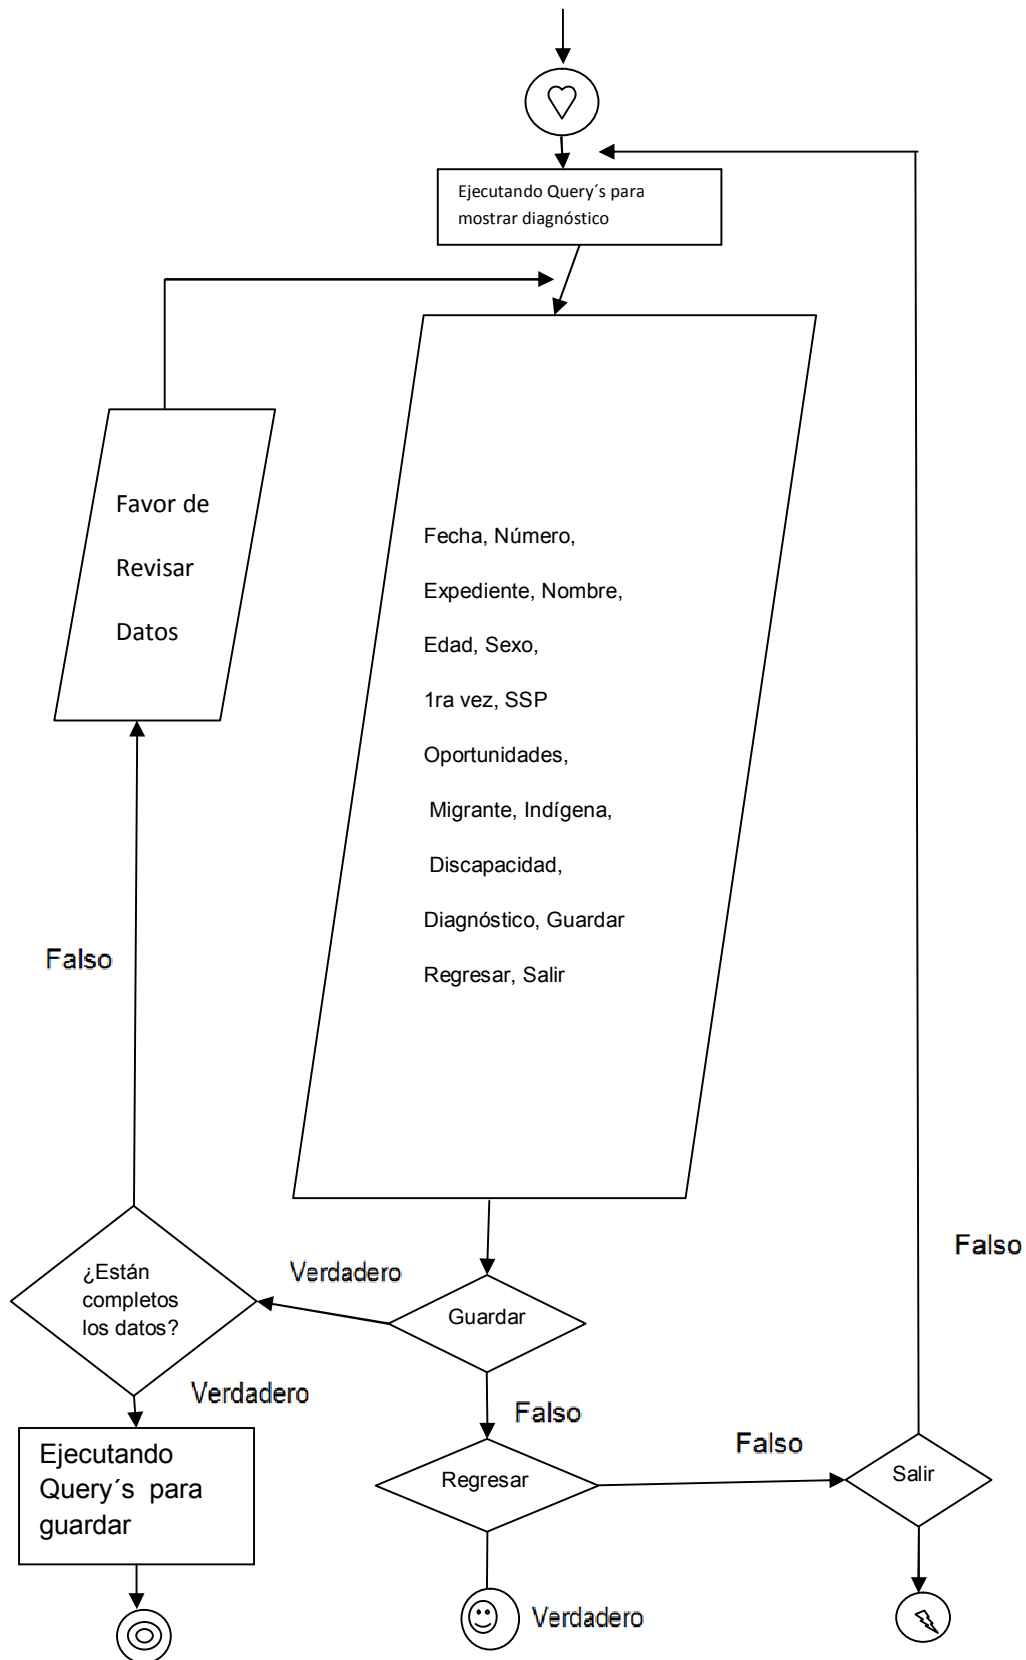 Ejecutando Query´s para
mostrar diagnóstico
Favor de
Revisar
Datos
Fecha, Número,
Expediente, Nombre,
Edad, Sexo,
1ra vez, SSP
Oportunidades,
Migrante, Indígena,
Discapacidad,
Diagnóstico, Guardar
Regresar, Salir
Falso
Falso
¿Están
completos
los datos?
Verdadero
Guardar
Verdadero
Falso
Ejecutando
Query´s para
guardar
Regresar
Falso
Salir
Verdadero